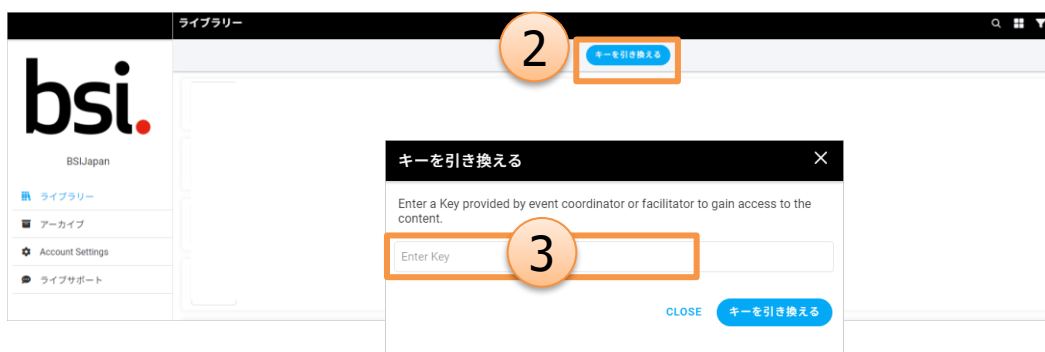 ライブラリー
2
キーを引き換える
bsi.
BSIJapan
ライブラリー
アーカイブ
Account Settings
ライブサポート
キーを引き換える
Enter a Key provided by event coordinator or facilitator to gain access to the
content.
Enter Key
3
CLOSE
キーを引き換える